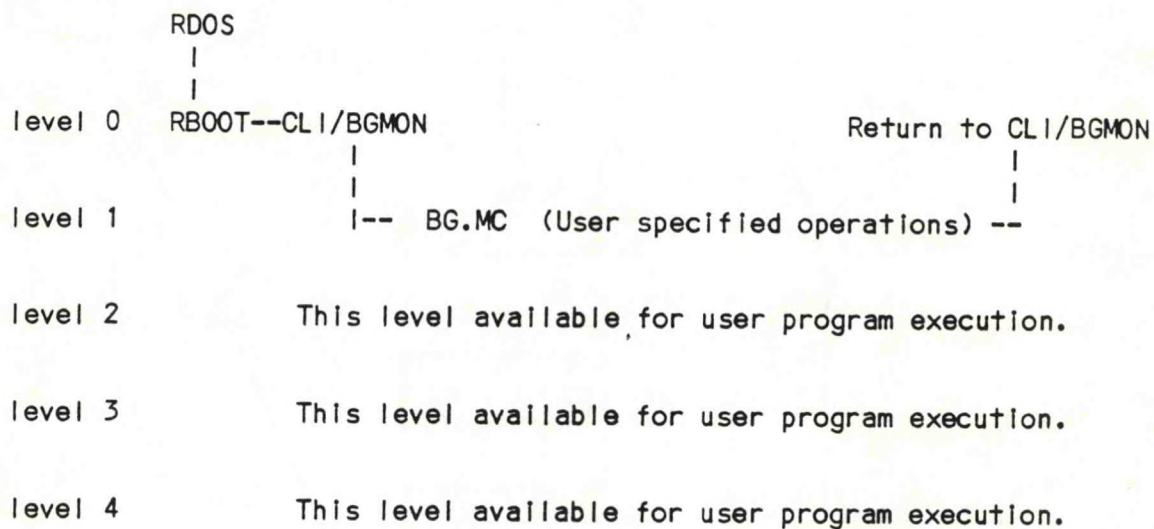 RDOS
level 0 RBOOT--CLI/BGMON Return to CLI/BGMON
level 1 |-- BG.MC (User specified operations) --
level 2 This level available for user program execution.
level 3 This level available for user program execution.
level 4 This level available for user program execution.